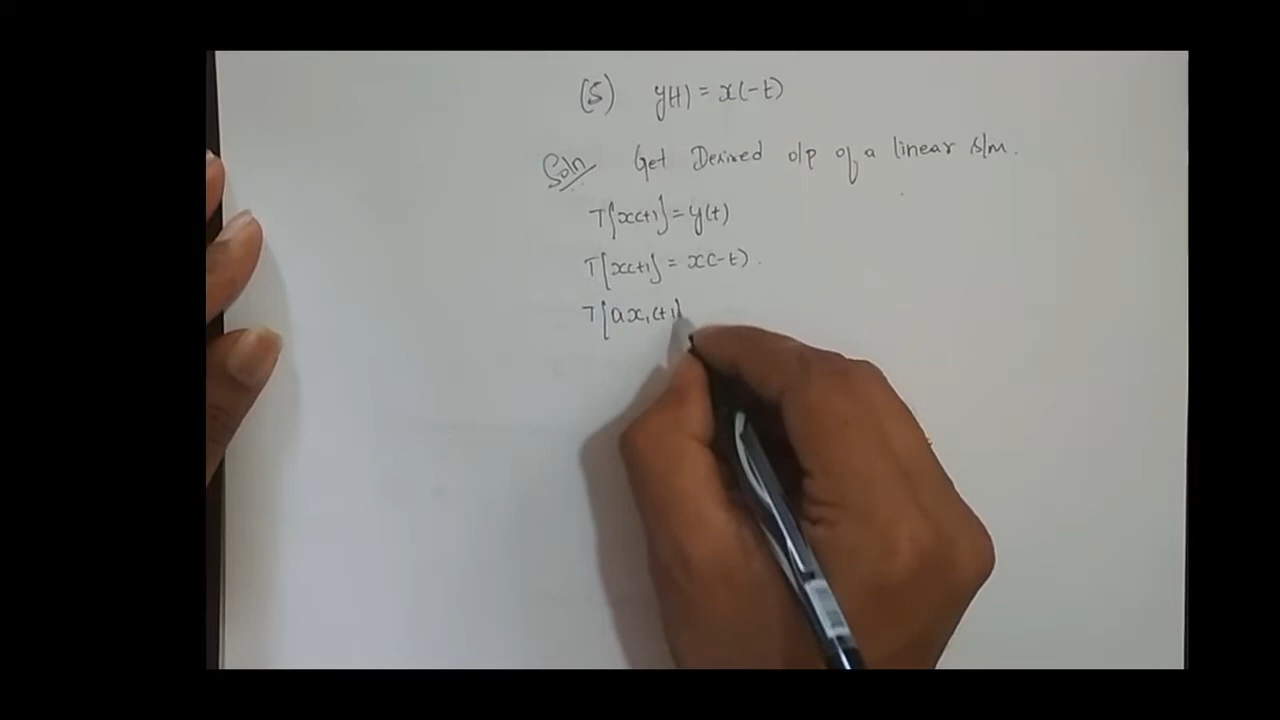 (5) y(t) = x(-t)
Soln Get Desired o/p of a linear s/m.
T{x(t)} = y(t)
T{x(t)} = x(-t).
T{ax₁(t)}